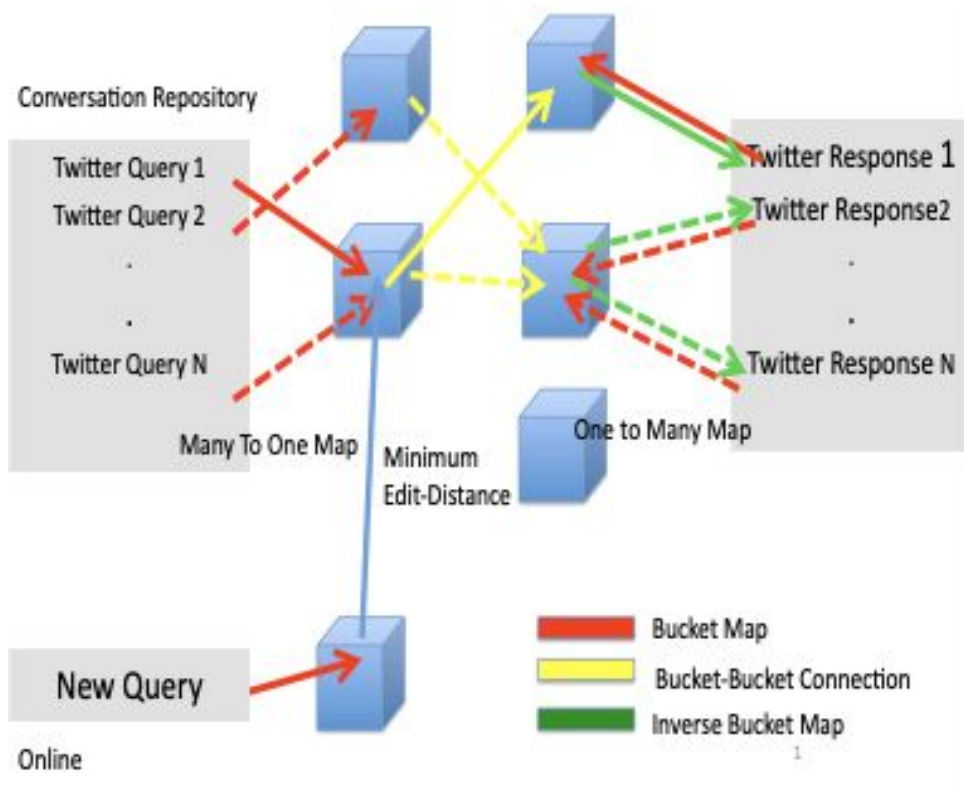 Conversation Repository
Twitter Query 1
Twitter Query 2
.
.
Twitter Query N
Many To One Map
Minimum
Edit-Distance
Twitter Response 1
Twitter Response2
.
.
Twitter Response N
One to Many Map
New Query
Online
Bucket Map
Bucket-Bucket Connection
Inverse Bucket Map
1